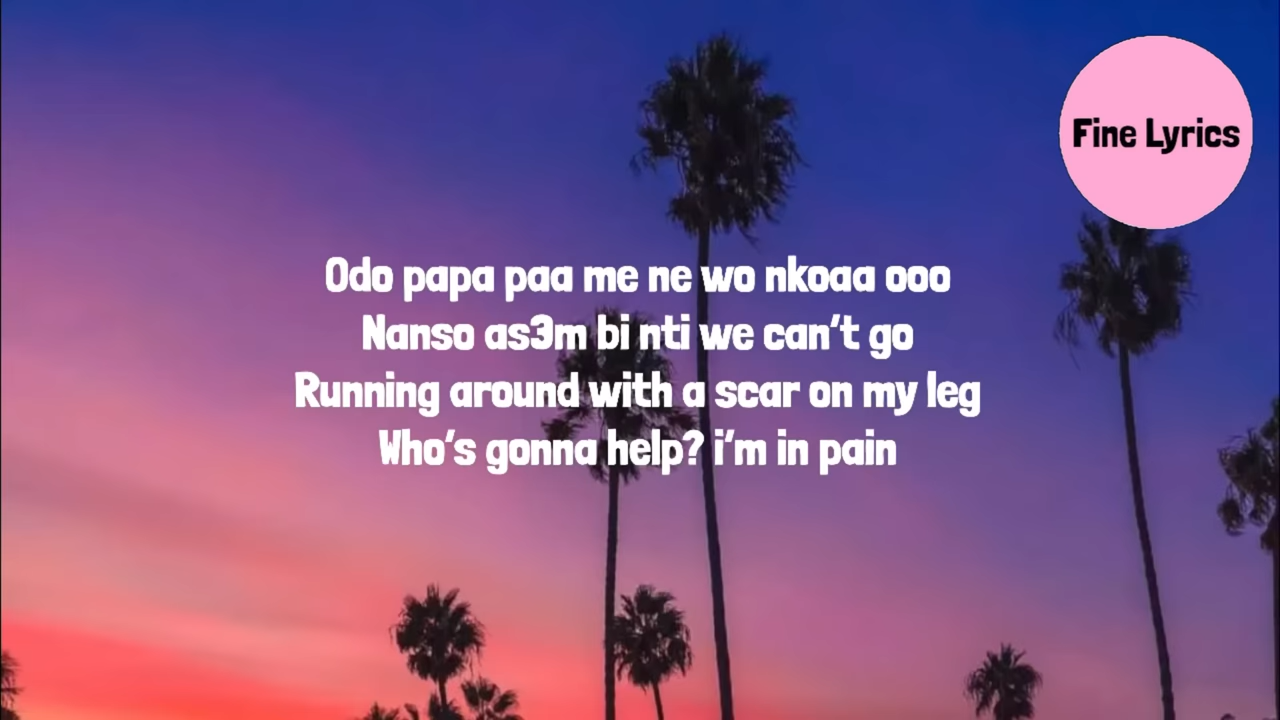 Fine Lyrics
Odo papa paa me ne wo nkoaa ooo
Nanso as3m bi nti we can't go
Running around with a scar on my leg
Who's gonna help? i'm in pain